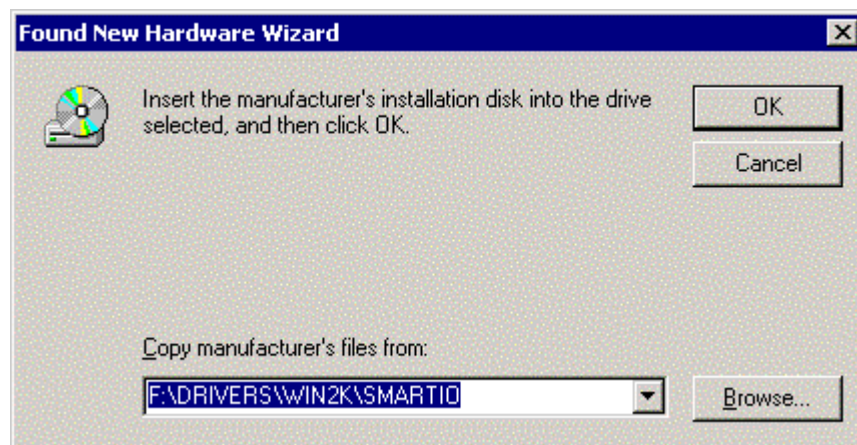 Found New Hardware Wizard
Insert the manufacturer's installation disk into the drive
selected, and then click OK.
OK
Cancel
Copy manufacturer's files from:
F:\DRIVERS\WIN2K\SMARTIO
Browse...